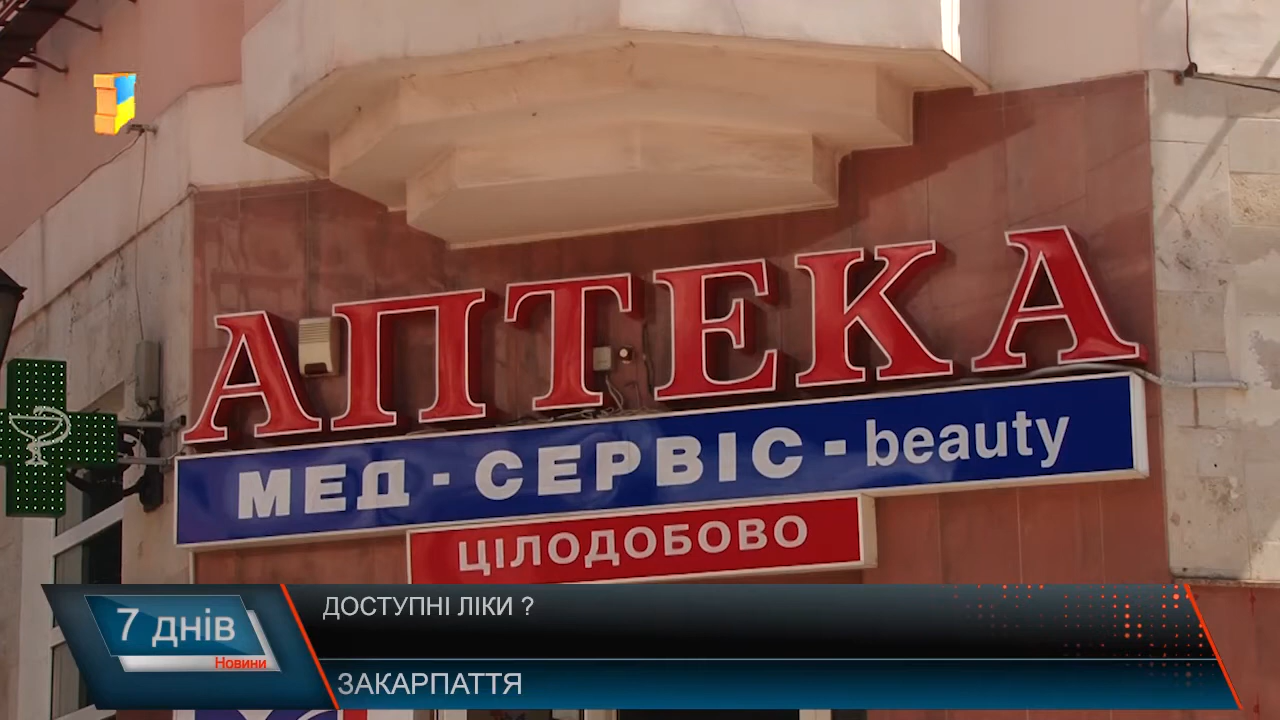 АПТЕКА
МЕД - СЕРВІС - beauty
ЦІЛОДОБОВО
ДОСТУПНІ ЛІКИ ?
7 днів
Новини
ЗАКАРПАТТЯ